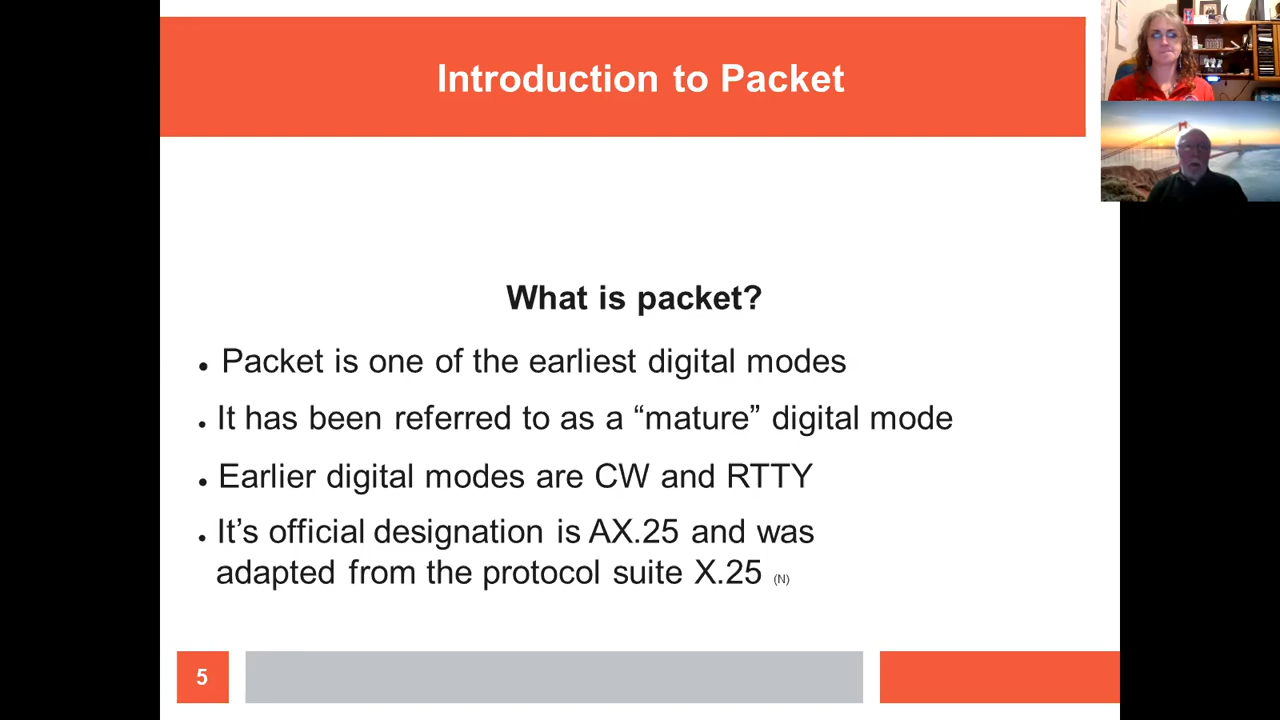 Introduction to Packet
What is packet?
• Packet is one of the earliest digital modes
• It has been referred to as a “mature” digital mode
• Earlier digital modes are CW and RTTY
• It’s official designation is AX.25 and was
adapted from the protocol suite X.25 (N)
5